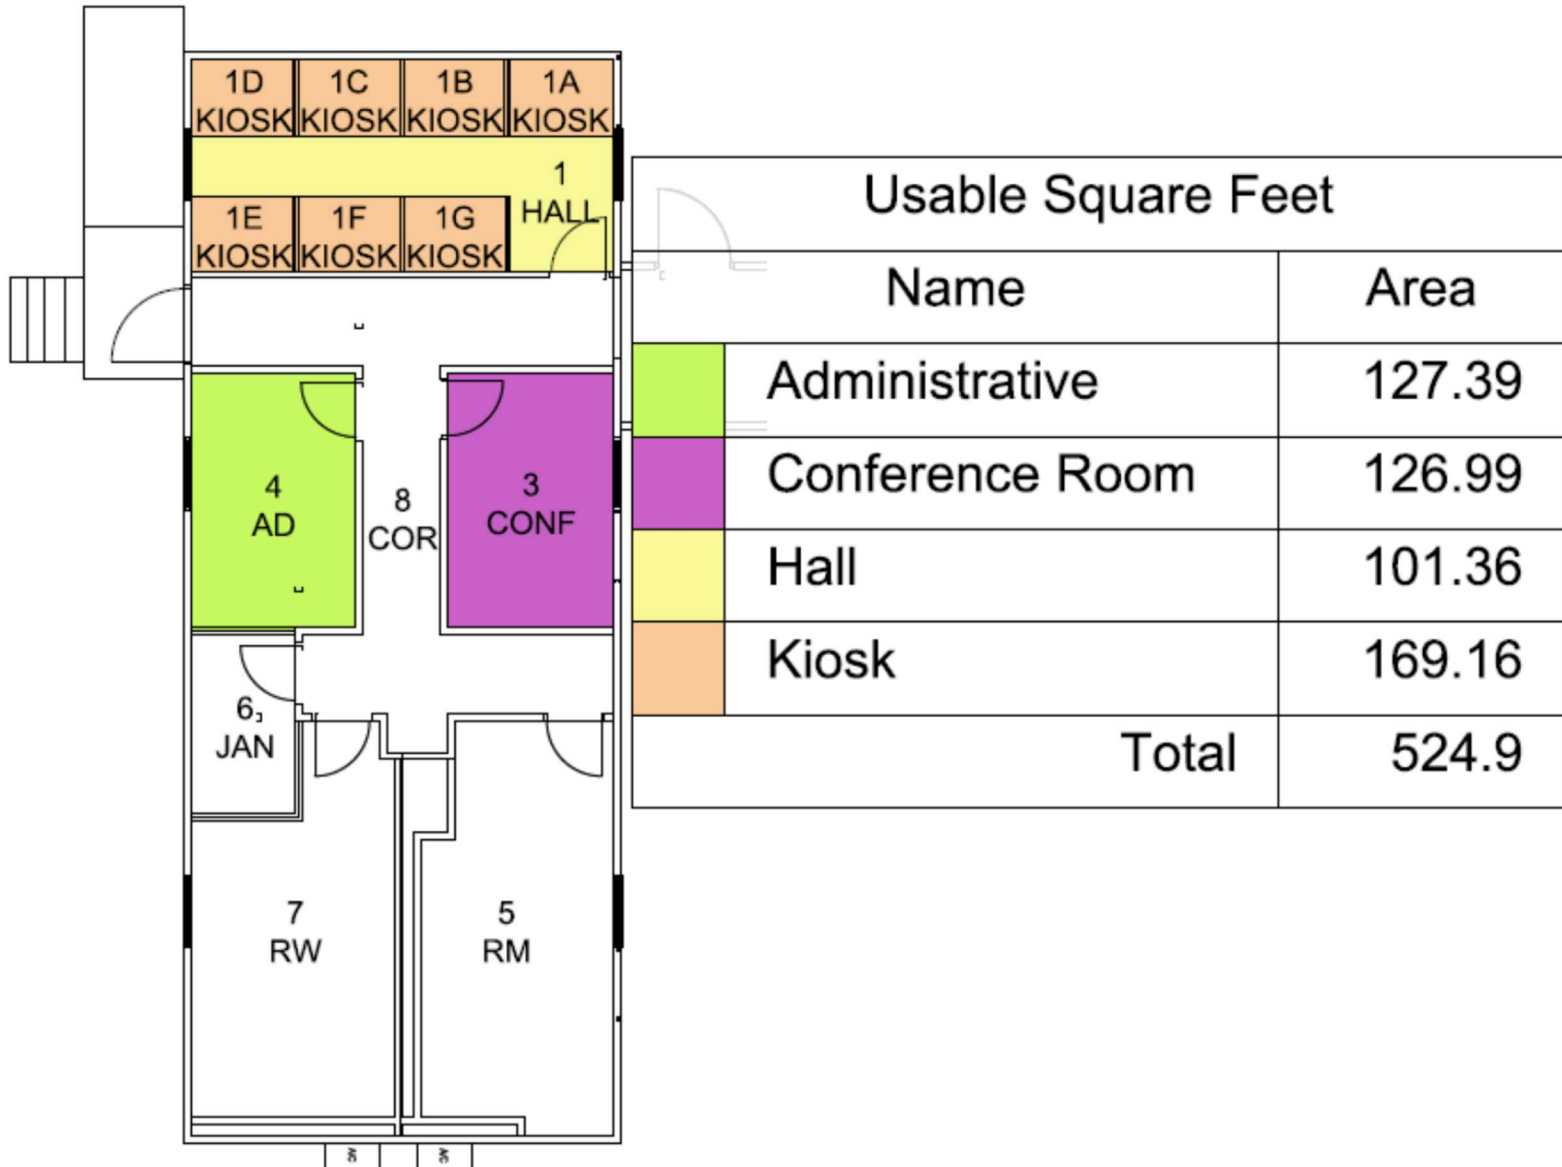 1D
KIOSK
1C
KIOSK
1B
KIOSK
1A
KIOSK
1
HALL
1E
KIOSK
1F
KIOSK
1G
KIOSK
4
AD
8
COR
3
CONF
6
JAN
7
RW
5
RM
A/C
A/C
Usable Square Feet
Name Area
Administrative 127.39
Conference Room 126.99
Hall 101.36
Kiosk 169.16
Total 524.9